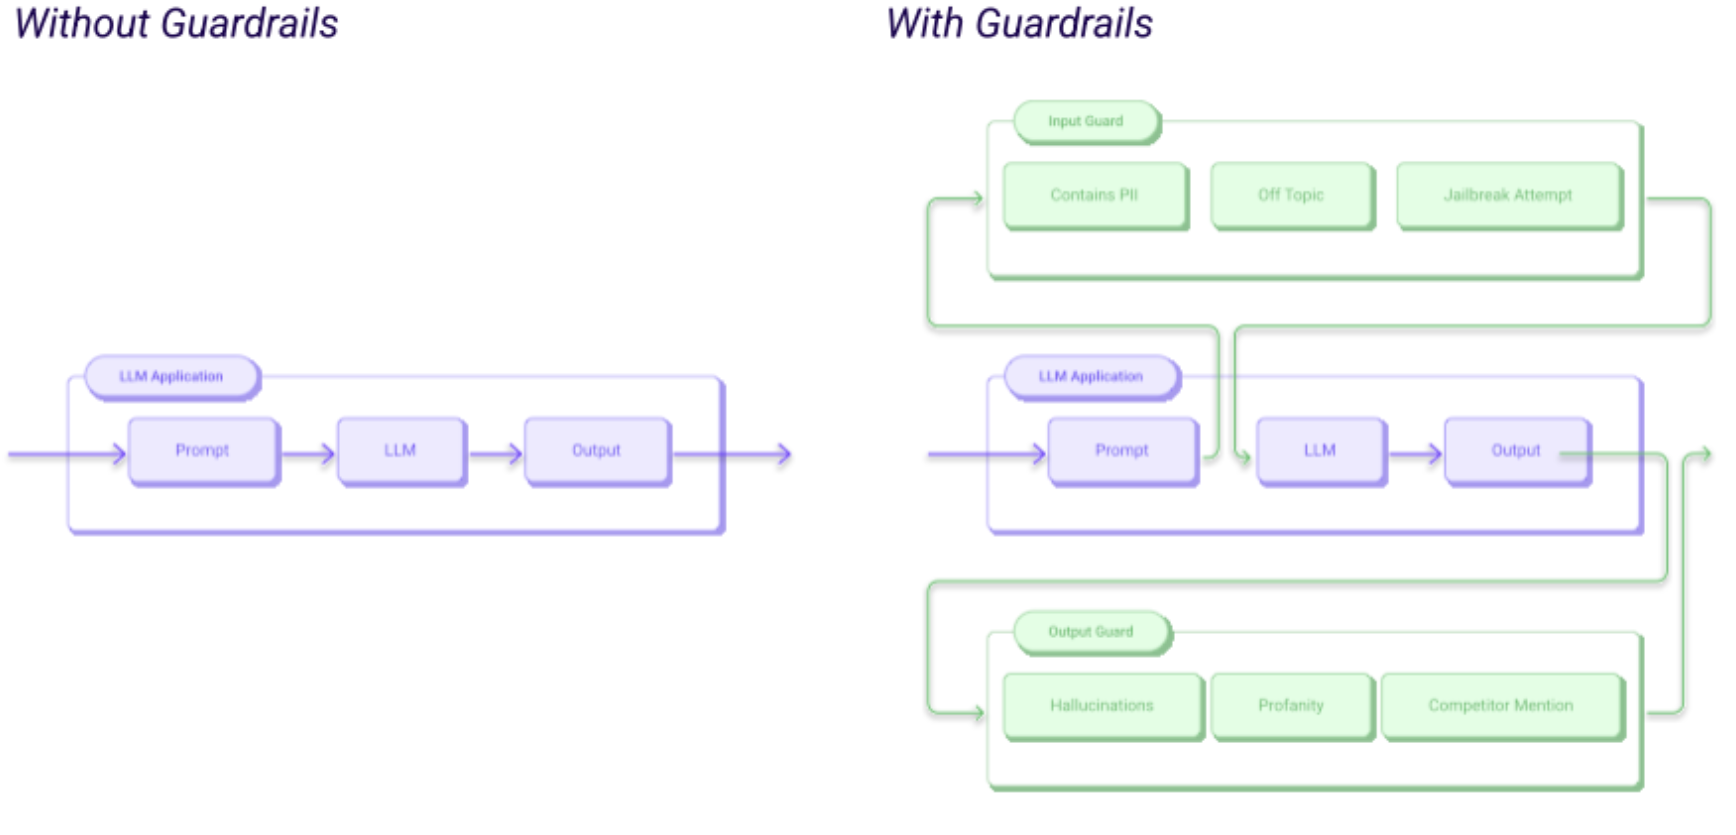 Without Guardrails
LLM Application
Prompt
LLM
Output
With Guardrails
Input Guard
Contains PII
Off Topic
Jailbreak Attempt
LLM Application
Prompt
LLM
Output
Output Guard
Hallucinations
Profanity
Competitor Mention